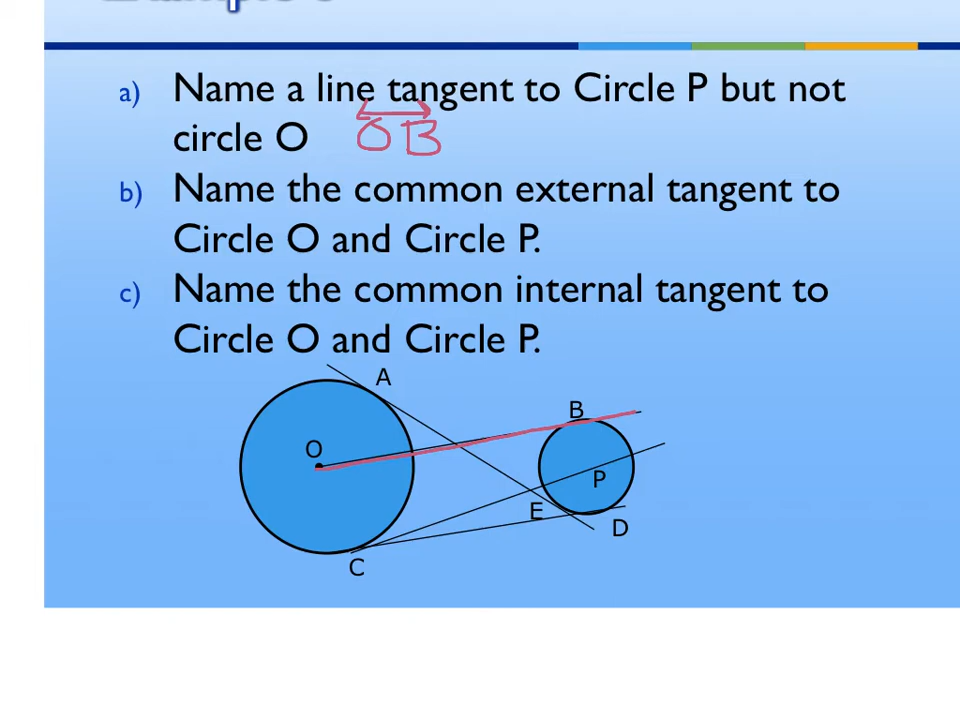 a) Name a line tangent to Circle P but not
circle O OB
b) Name the common external tangent to
Circle O and Circle P.
c) Name the common internal tangent to
Circle O and Circle P.
A
B
O
P
E
D
C